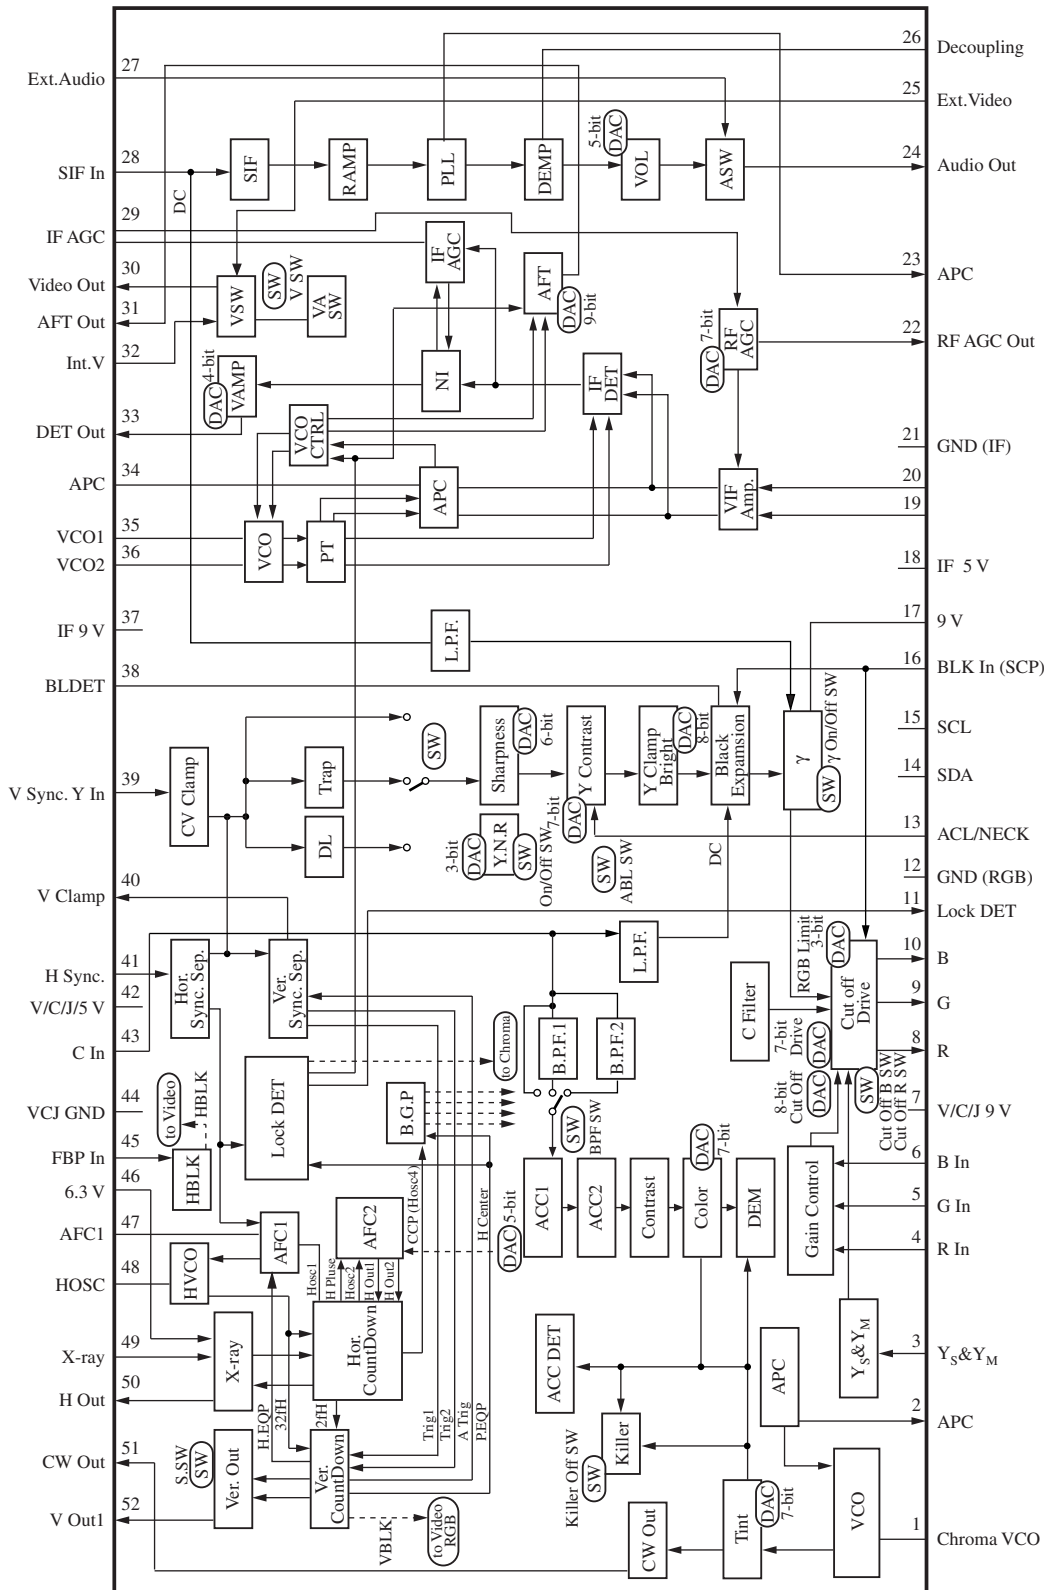 26
Decoupling
27
Ext.Audio
25
Ext.Video
28
SIF In
DC
SIF
RAMP
PLL
DEMP
5-bit
DAC
VOL
ASW
24
Audio Out
29
IF AGC
IF
AGC
30
Video Out
VSW
SW
V SW
VA
SW
AFT
DAC
9-bit
23
APC
31
AFT Out
32
Int.V
7-bit
DAC
RF
AGC
22
RF AGC Out
4-bit
DAC
VAMP
NI
IF
DET
33
DET Out
VCO
CTRL
21
GND (IF)
34
APC
APC
VIF
Amp.
20
19
35
VCO1
36
VCO2
VCO
PT
18
IF 5 V
37
IF 9 V
L.P.F.
17
9 V
38
BLDET
16
BLK In (SCP)
39
V Sync. Y In
CV Clamp
Trap
DL
SW
Sharpness
DAC
6-bit
Y Contrast
7-bit
DAC
Y Clamp
Bright
DAC
8-bit
Black
Expansion
γ
SW
γ On/Off SW
15
SCL
14
SDA
3-bit
DAC
Y.N.R
SW
On/Off SW
SW
ABL SW
DC
13
ACL/NECK
12
GND (RGB)
40
V Clamp
11
Lock DET
41
H Sync.
Hor.
Sync. Sep.
Ver.
Sync Sep.
L.P.F.
RGB Limit
3-bit
DAC
10
B
42
V/C/J/5 V
C Filter
Cut off
Drive
9
G
43
C In
to Chroma
B.P.F.1
B.P.F.2
7-bit
Drive
DAC
8
R
8-bit
Cut Off
DAC
SW
Cut Off B SW
Cut Off R SW
7
V/C/J 9 V
44
VCJ GND
to Video
HBLK
Lock DET
B.G.P
SW
BPF SW
45
FBP In
HBLK
DAC
7-bit
6
B In
46
6.3 V
CCP (Hosc4)
H Center
DAC
5-bit
ACC1
ACC2
Contrast
Color
DEM
Gain Control
5
G In
47
AFC1
AFC1
AFC2
4
R In
48
HOSC
HVCO
Hosc1
H Pluse
Hosc2
H Out1
H Out2
49
X-ray
X-ray
Hor.
CountDown
ACC DET
APC
YS&YM
3
YS&YM
50
H Out
H.EQP
32fH
2fH
Trig1
Trig2
A Trig
P.EQP
2
APC
51
CW Out
S.SW
SW
Ver. Out
Ver.
CountDown
Killer Off SW
SW
Killer
52
V Out1
VBLK
to Video
RGB
CW Out
Tint
DAC
7-bit
VCO
1
Chroma VCO